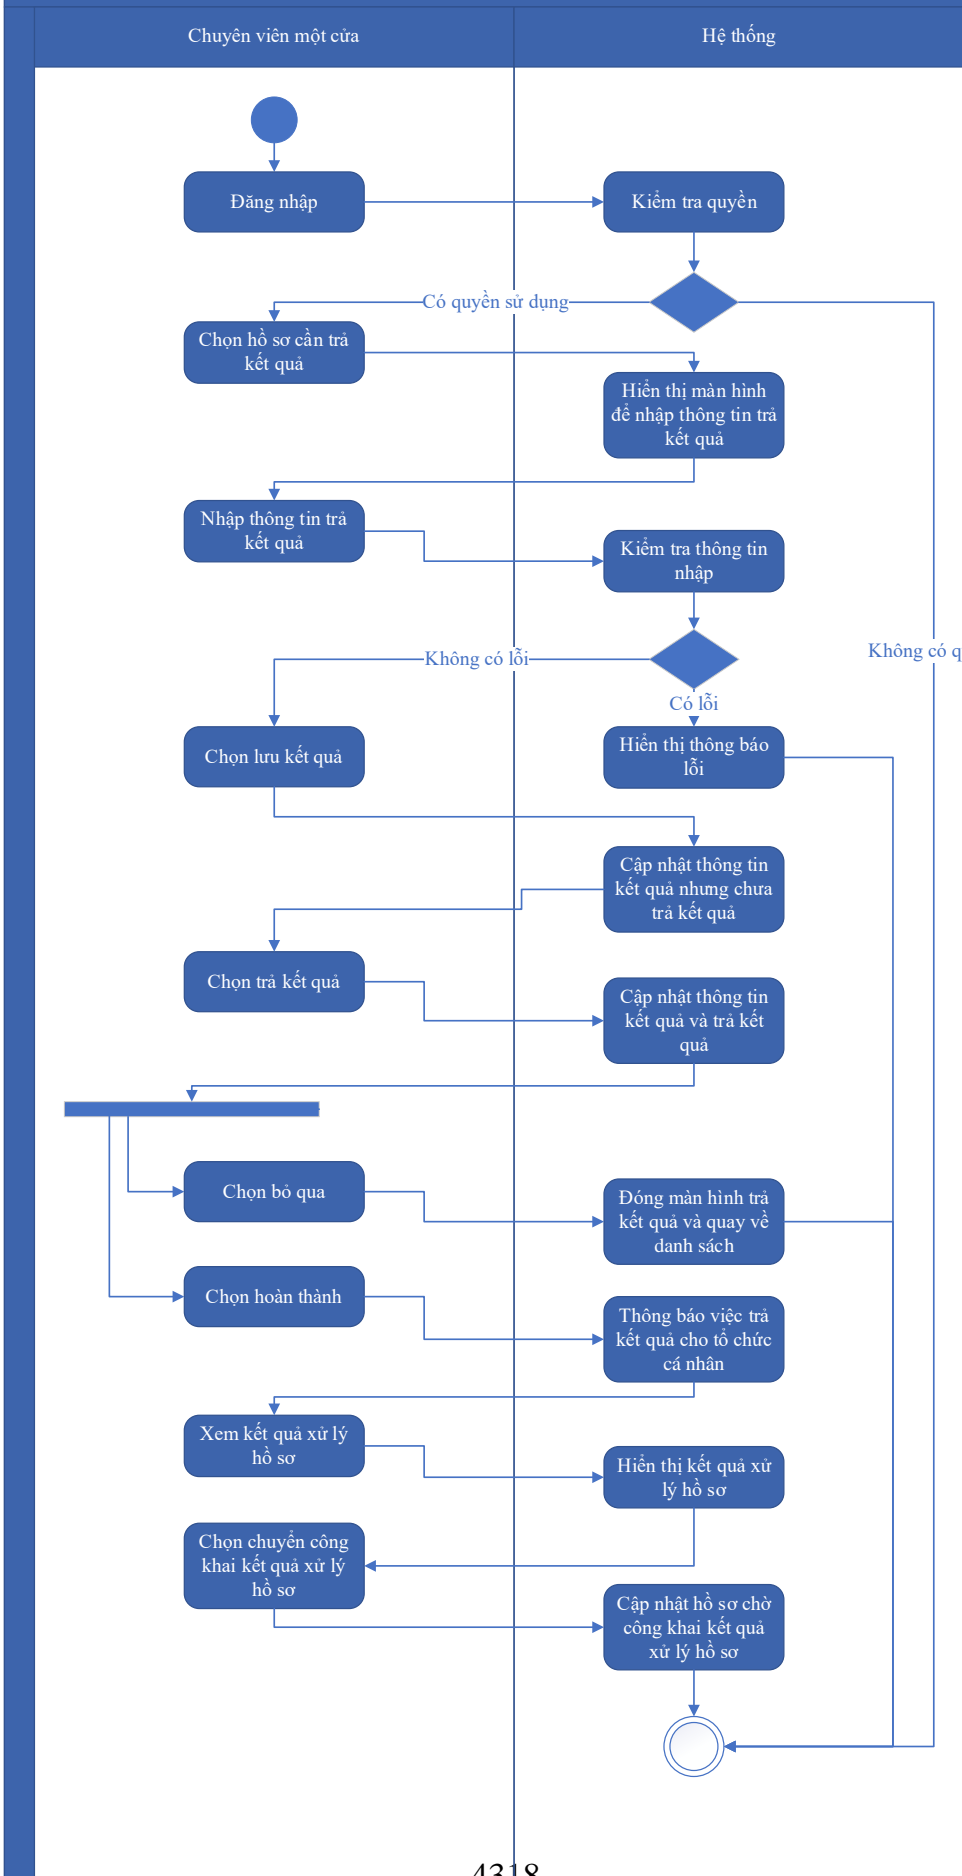 Chuyên viên một cửa
Hệ thống
Đăng nhập
Kiểm tra quyền
Có quyền sử dụng
Chọn hồ sơ cần trả
kết quả
Hiển thị màn hình
để nhập thông tin trả
kết quả
Nhập thông tin trả
kết quả
Kiểm tra thông tin
nhập
Không có q
Không có lỗi
Có lỗi
Chọn lưu kết quả
Hiển thị thông báo
lỗi
Cập nhật thông tin
kết quả nhưng chưa
trả kết quả
Chọn trả kết quả
Cập nhật thông tin
kết quả và trả kết
quả
Chọn bỏ qua
Đóng màn hình trả
kết quả và quay về
danh sách
Chọn hoàn thành
Thông báo việc trả
kết quả cho tổ chức
cá nhân
Xem kết quả xử lý
hồ sơ
Hiển thị kết quả xử
lý hồ sơ
Chọn chuyển công
khai kết quả xử lý
hồ sơ
Cập nhật hồ sơ chờ
công khai kết quả
xử lý hồ sơ
4318